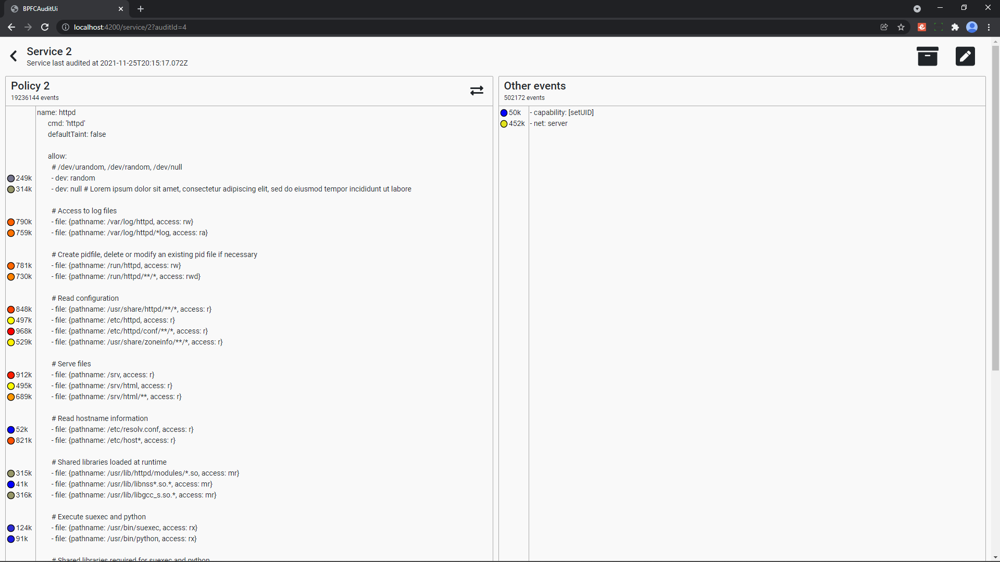 BPFCAuditUi
localhost:4200/service/2?auditId=4
Service 2
Service last audited at 2021-11-25T20:15:17.072Z
Policy 2
19236144 events
name: httpd
cmd: 'httpd'
defaultTaint: false
allow:
# /dev/urandom, /dev/random, /dev/null
249k - dev: random
314k - dev: null # Lorem ipsum dolor sit amet, consectetur adipiscing elit, sed do eiusmod tempor incididunt ut labore
# Access to log files
790k - file: {pathname: /var/log/httpd, access: rw}
759k - file: {pathname: /var/log/httpd/*log, access: ra}
# Create pidfile, delete or modify an existing pid file if necessary
781k - file: {pathname: /run/httpd, access: rw}
730k - file: {pathname: /run/httpd/**/*, access: rwd}
# Read configuration
848k - file: {pathname: /usr/share/httpd/**/*, access: r}
497k - file: {pathname: /etc/httpd, access: r}
968k - file: {pathname: /etc/httpd/conf/**/*, access: r}
529k - file: {pathname: /usr/share/zoneinfo/**/*, access: r}
# Serve files
912k - file: {pathname: /srv, access: r}
495k - file: {pathname: /srv/html, access: r}
689k - file: {pathname: /srv/html/**, access: r}
# Read hostname information
52k - file: {pathname: /etc/resolv.conf, access: r}
821k - file: {pathname: /etc/host*, access: r}
# Shared libraries loaded at runtime
315k - file: {pathname: /usr/lib/httpd/modules/*.so, access: mr}
41k - file: {pathname: /usr/lib/libnss*.so.*, access: mr}
316k - file: {pathname: /usr/lib/libgcc_s.so.*, access: mr}
# Execute suexec and python
124k - file: {pathname: /usr/bin/suexec, access: rx}
91k - file: {pathname: /usr/bin/python, access: rx}
# Shared libraries required for suexec and python
Other events
502172 events
50k - capability: [setUID]
452k - net: server